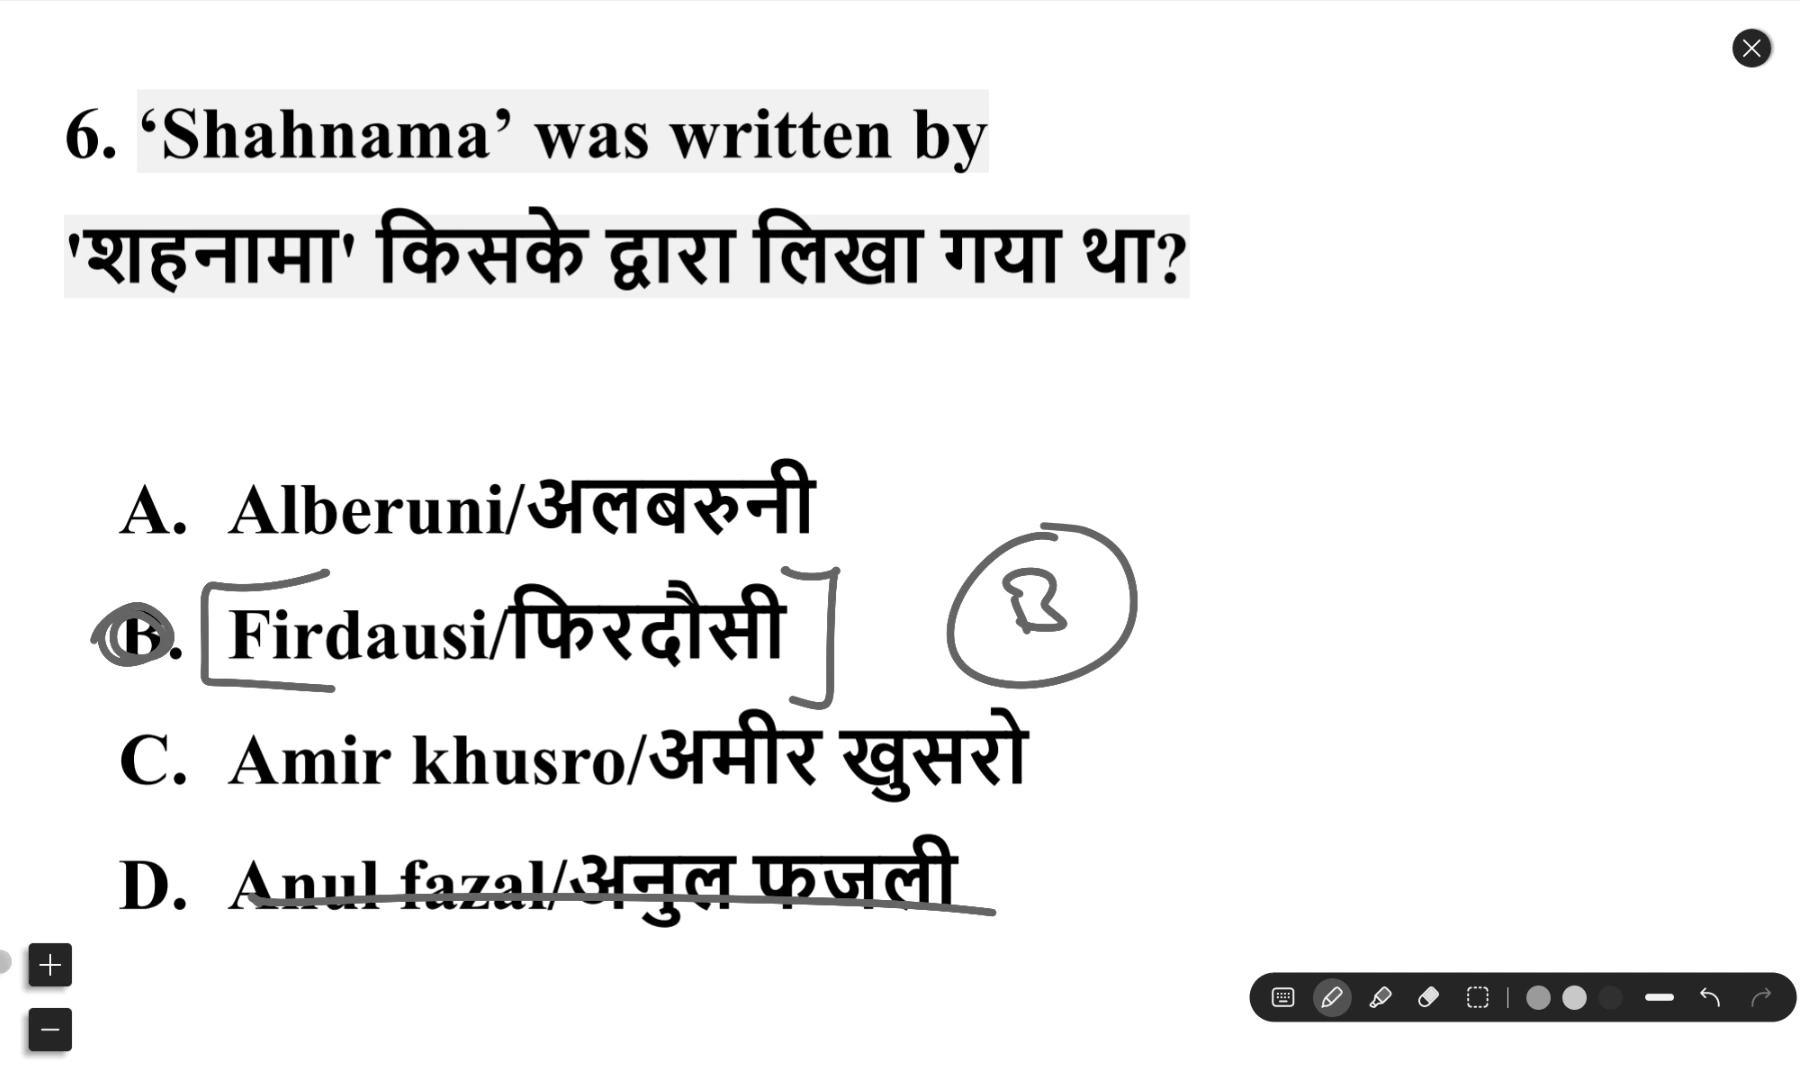 6. ‘Shahnama’ was written by
'शहनामा' किसके द्वारा लिखा गया था?
A. Alberuni/अलबरुनी
B. Firdausi/फिरदौसी
B
C. Amir khusro/अमीर खुसरो
D. Anul fazal/अनुल फजली